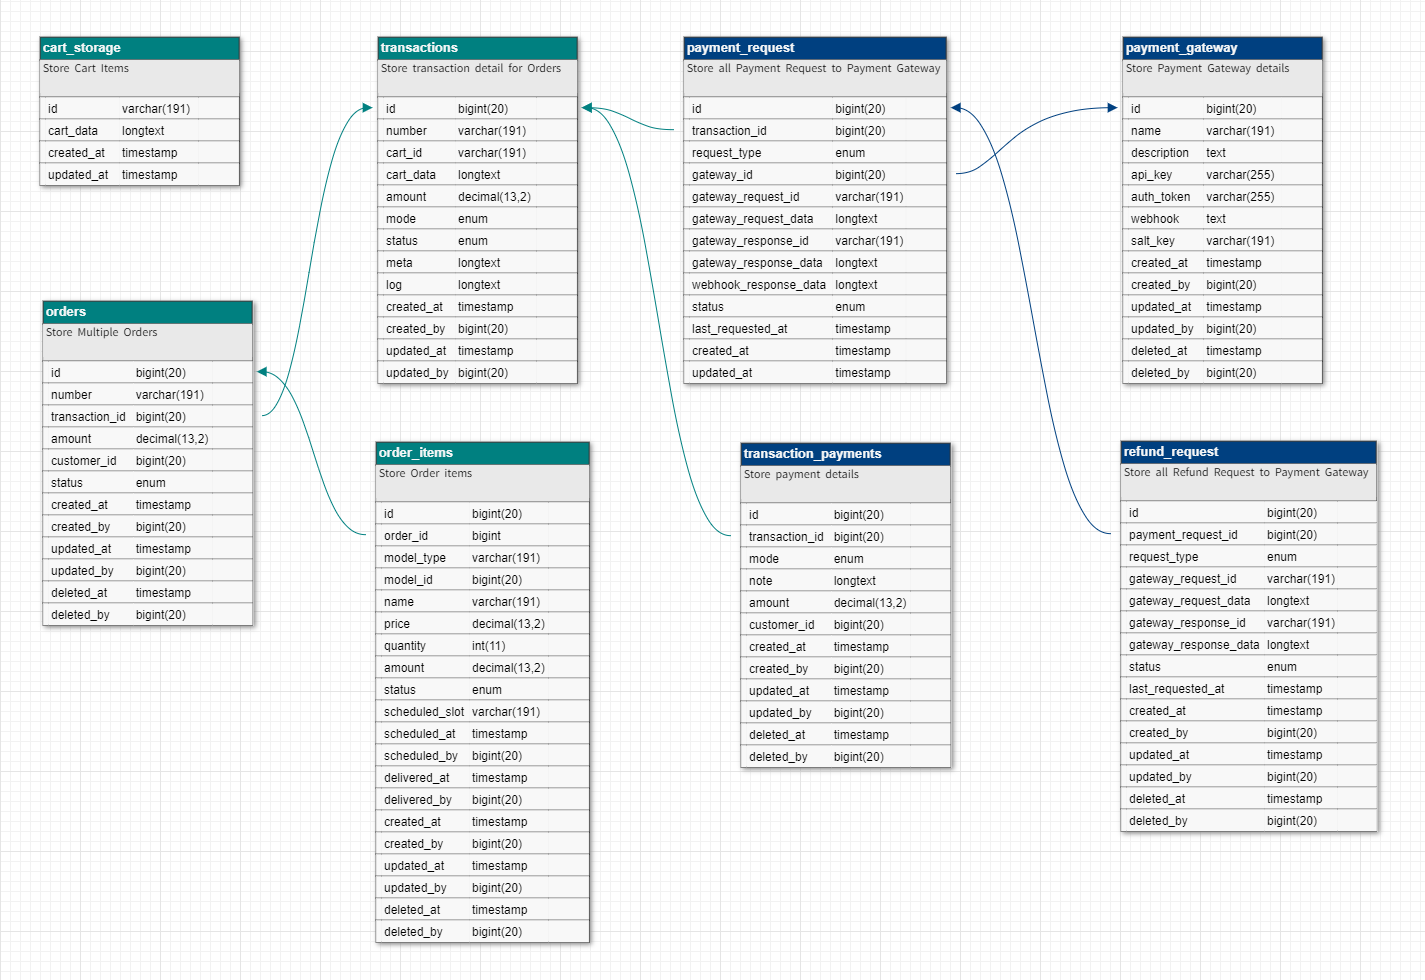 cart_storage
Store Cart Items
id varchar(191)
cart_data longtext
created_at timestamp
updated_at timestamp
transactions
Store transaction detail for Orders
id bigint(20)
number varchar(191)
cart_id varchar(191)
cart_data longtext
amount decimal(13,2)
mode enum
status enum
meta longtext
log longtext
created_at timestamp
created_by bigint(20)
updated_at timestamp
updated_by bigint(20)
payment_request
Store all Payment Request to Payment Gateway
id bigint(20)
transaction_id bigint(20)
request_type enum
gateway_id bigint(20)
gateway_request_id varchar(191)
gateway_request_data longtext
gateway_response_id varchar(191)
gateway_response_data longtext
webhook_response_data longtext
status enum
last_requested_at timestamp
created_at timestamp
updated_at timestamp
payment_gateway
Store Payment Gateway details
id bigint(20)
name varchar(191)
description text
api_key varchar(255)
auth_token varchar(255)
webhook text
salt_key varchar(191)
created_at timestamp
created_by bigint(20)
updated_at timestamp
updated_by bigint(20)
deleted_at timestamp
deleted_by bigint(20)
orders
Store Multiple Orders
id bigint(20)
number varchar(191)
transaction_id bigint(20)
amount decimal(13,2)
customer_id bigint(20)
status enum
created_at timestamp
created_by bigint(20)
updated_at timestamp
updated_by bigint(20)
deleted_at timestamp
deleted_by bigint(20)
order_items
Store Order items
id bigint(20)
order_id bigint
model_type varchar(191)
model_id bigint(20)
name varchar(191)
price decimal(13,2)
quantity int(11)
amount decimal(13,2)
status enum
scheduled_slot varchar(191)
scheduled_at timestamp
scheduled_by bigint(20)
delivered_at timestamp
delivered_by bigint(20)
created_at timestamp
created_by bigint(20)
updated_at timestamp
updated_by bigint(20)
deleted_at timestamp
deleted_by bigint(20)
transaction_payments
Store payment details
id bigint(20)
transaction_id bigint(20)
mode enum
note longtext
amount decimal(13,2)
customer_id bigint(20)
created_at timestamp
created_by bigint(20)
updated_at timestamp
updated_by bigint(20)
deleted_at timestamp
deleted_by bigint(20)
refund_request
Store all Refund Request to Payment Gateway
id bigint(20)
payment_request_id bigint(20)
request_type enum
gateway_request_id varchar(191)
gateway_request_data longtext
gateway_response_id varchar(191)
gateway_response_data longtext
status enum
last_requested_at timestamp
created_at timestamp
created_by bigint(20)
updated_at timestamp
updated_by bigint(20)
deleted_at timestamp
deleted_by bigint(20)